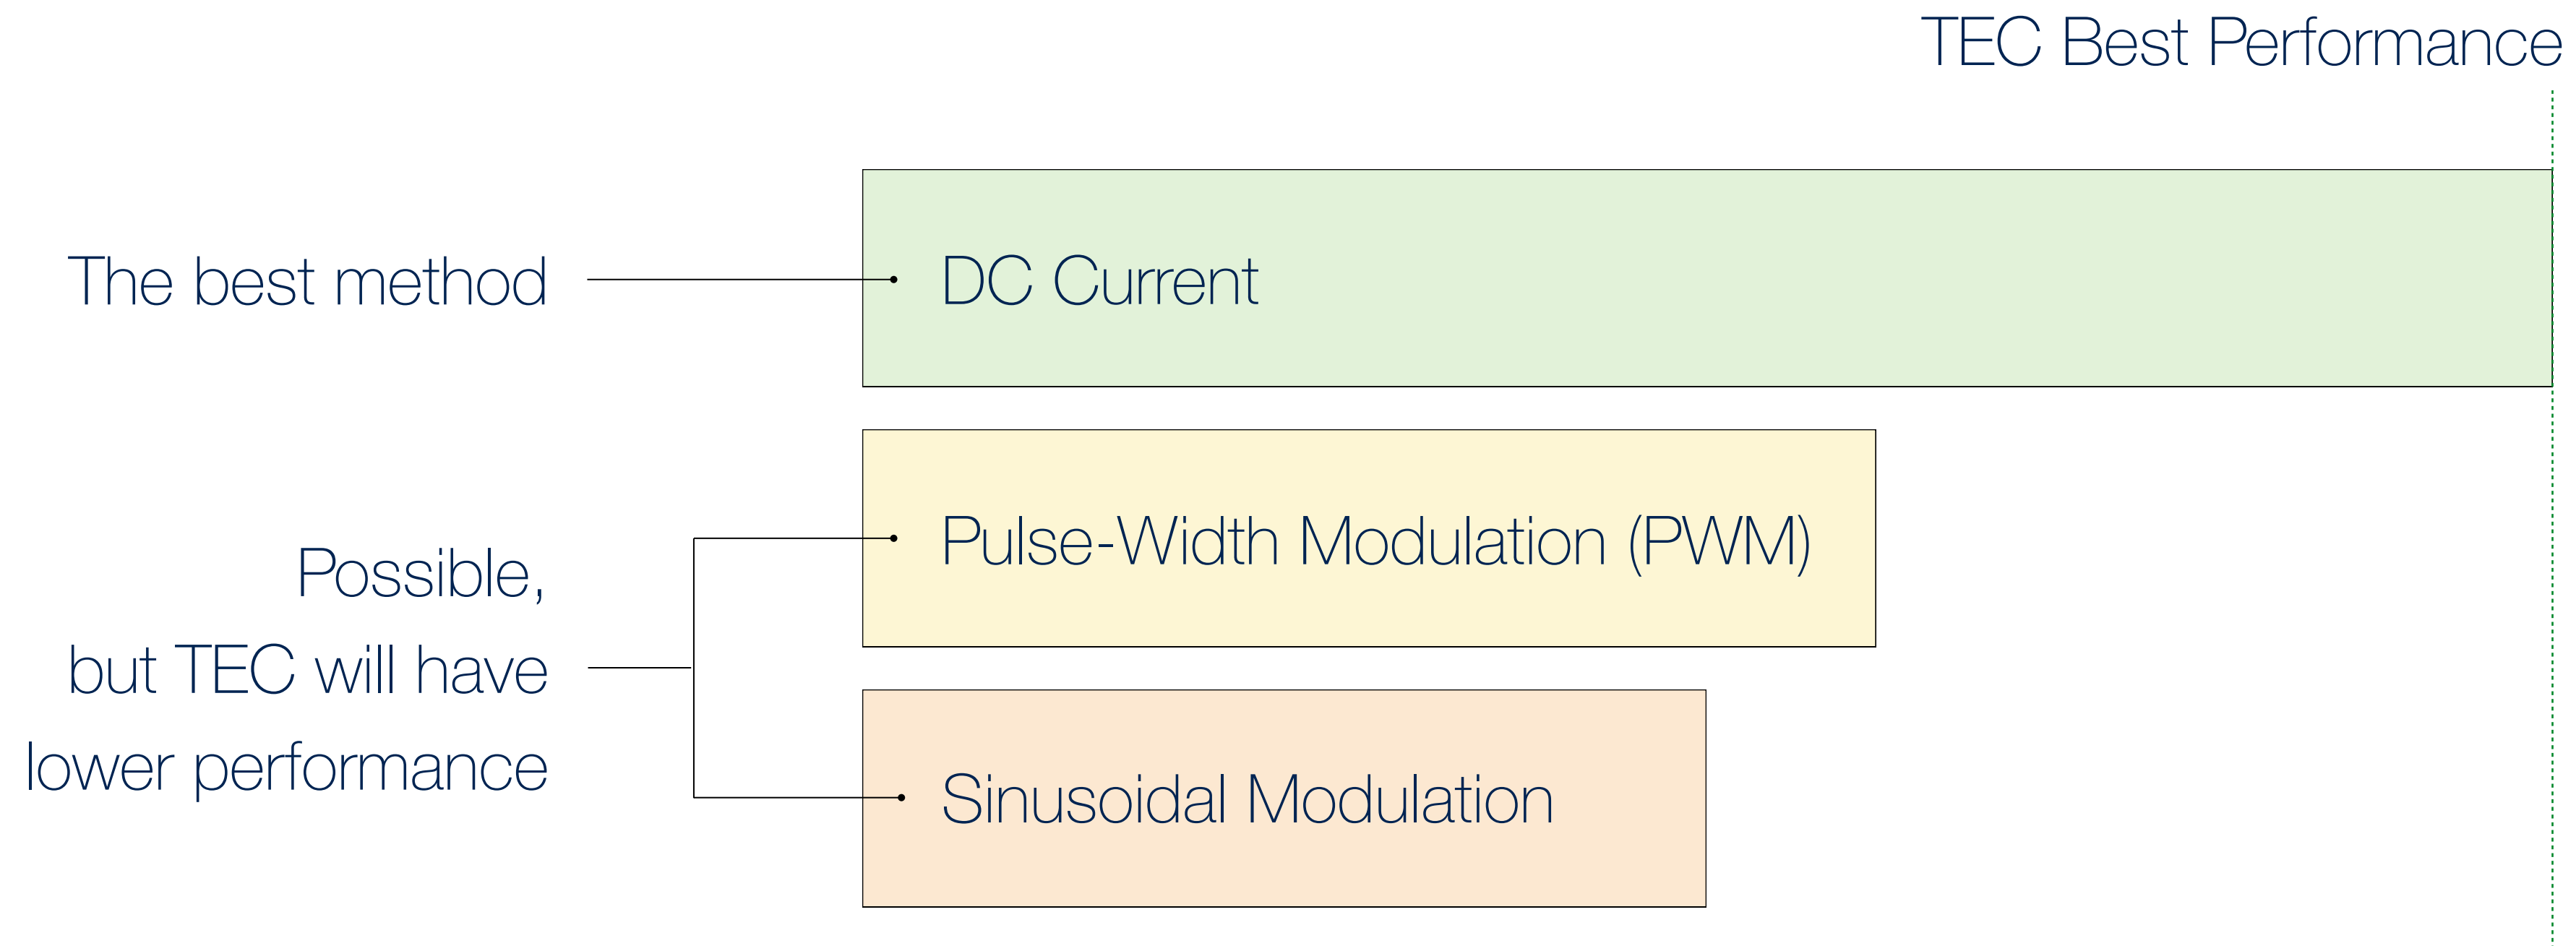 TEC Best Performance
The best method
DC Current
Possible,
but TEC will have
lower performance
Pulse-Width Modulation (PWM)
Sinusoidal Modulation